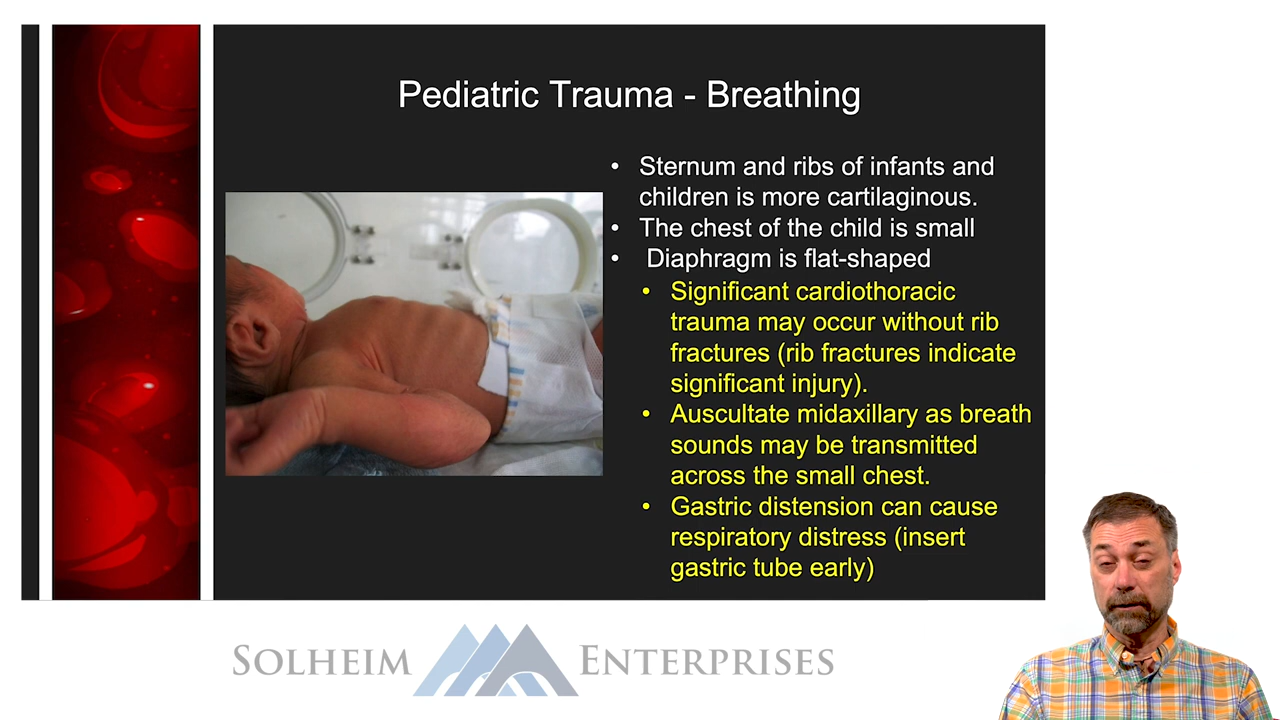 Pediatric Trauma - Breathing
• Sternum and ribs of infants and
children is more cartilaginous.
• The chest of the child is small
• Diaphragm is flat-shaped
• Significant cardiothoracic
trauma may occur without rib
fractures (rib fractures indicate
significant injury).
• Auscultate midaxillary as breath
sounds may be transmitted
across the small chest.
• Gastric distension can cause
respiratory distress (insert
gastric tube early)
SOLHEIM ENTERPRISES